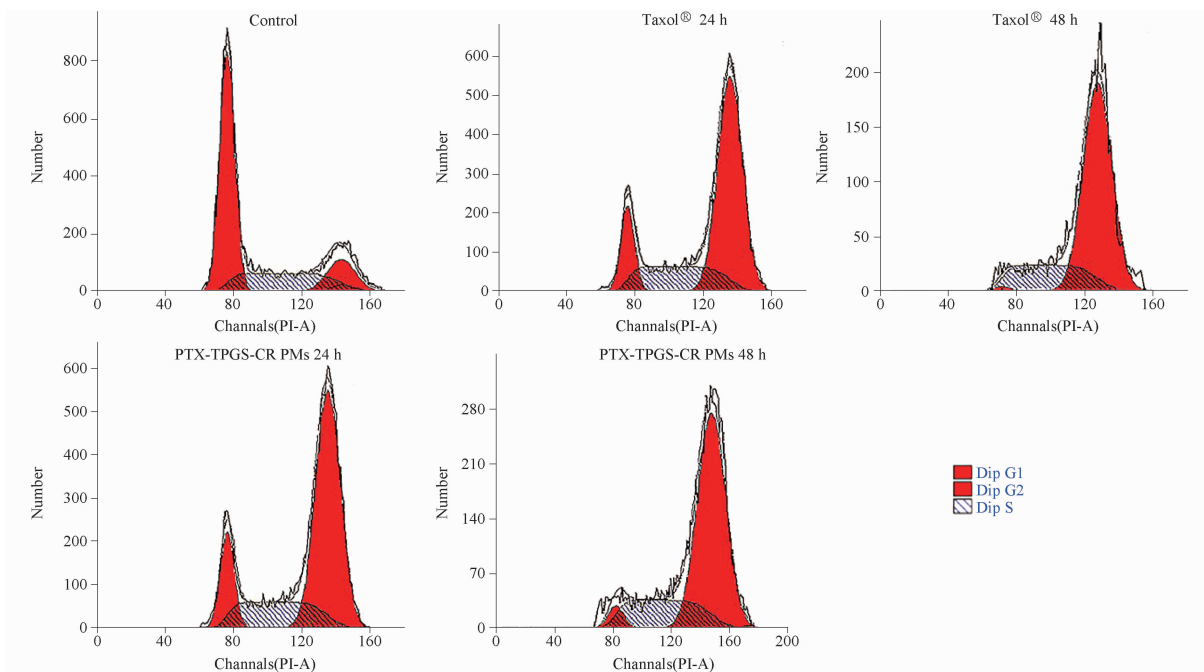 Control
Number
800
600
400
200
0
0 40 80 120 160
Channals(PI-A)
Taxol® 24 h
Number
600
500
400
300
200
100
0
0 40 80 120 160
Channals(PI-A)
Taxol® 48 h
Number
200
150
100
50
0
0 40 80 120 160
Channals(PI-A)
PTX-TPGS-CR PMs 24 h
Number
600
500
400
300
200
100
0
0 40 80 120 160
Channals(PI-A)
PTX-TPGS-CR PMs 48 h
Number
280
210
140
70
0
0 40 80 120 160 200
Channals(PI-A)
Dip G1
Dip G2
Dip S